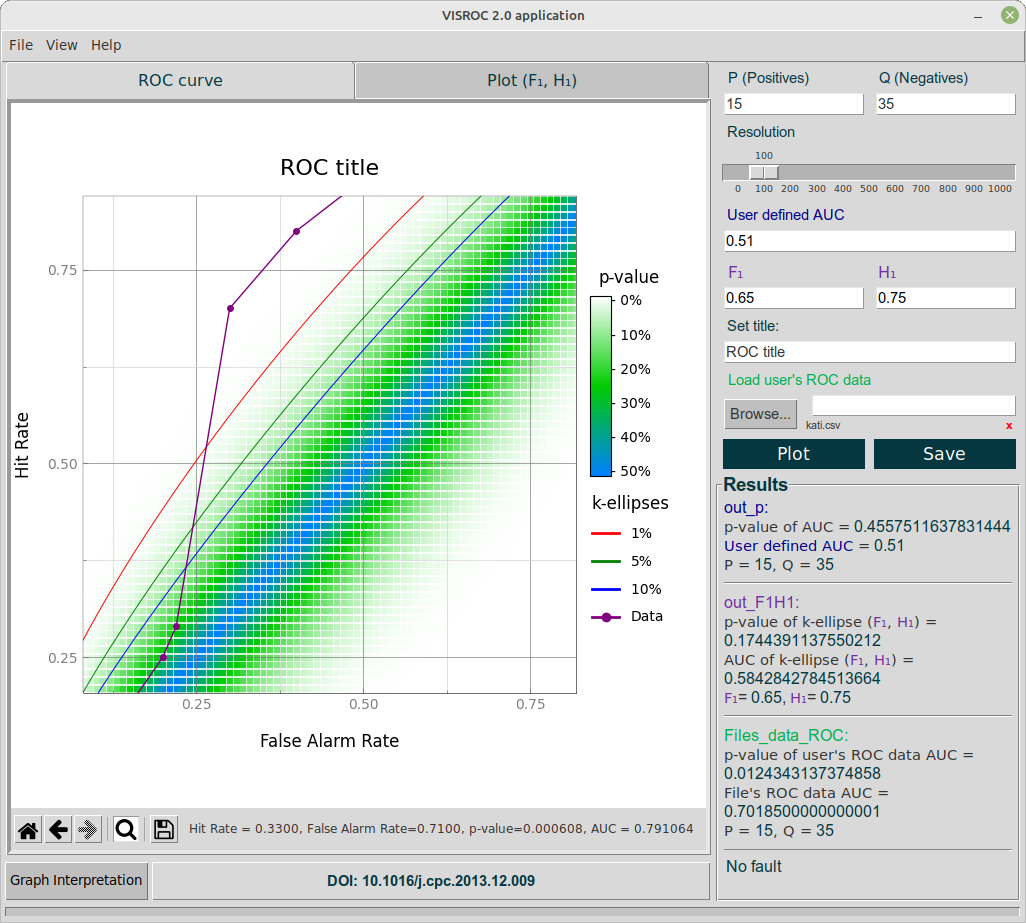 VISROC 2.0 application
File View Help
ROC curve
Plot (F₁, H₁)
ROC title
0.75
0.50
0.25
Hit Rate
0.25 0.50 0.75
False Alarm Rate
p-value
0%
10%
20%
30%
40%
50%
k-ellipses
1%
5%
10%
Data
Hit Rate = 0.3300, False Alarm Rate=0.7100, p-value=0.000608, AUC = 0.791064
Graph Interpretation
DOI: 10.1016/j.cpc.2013.12.009
P (Positives) Q (Negatives)
15 35
Resolution
100
0 100 200 300 400 500 600 700 800 900 1000
User defined AUC
0.51
F₁ H₁
0.65 0.75
Set title:
ROC title
Load user's ROC data
Browse...
kati.csv x
Plot Save
Results
out_p:
p-value of AUC = 0.4557511637831444
User defined AUC = 0.51
P = 15, Q = 35
out_F1H1:
p-value of k-ellipse (F₁, H₁) =
0.1744391137550212
AUC of k-ellipse (F₁, H₁) =
0.5842842784513664
F₁= 0.65, H₁= 0.75
Files_data_ROC:
p-value of user's ROC data AUC =
0.0124343137374858
File's ROC data AUC =
0.7018500000000001
P = 15, Q = 35
No fault